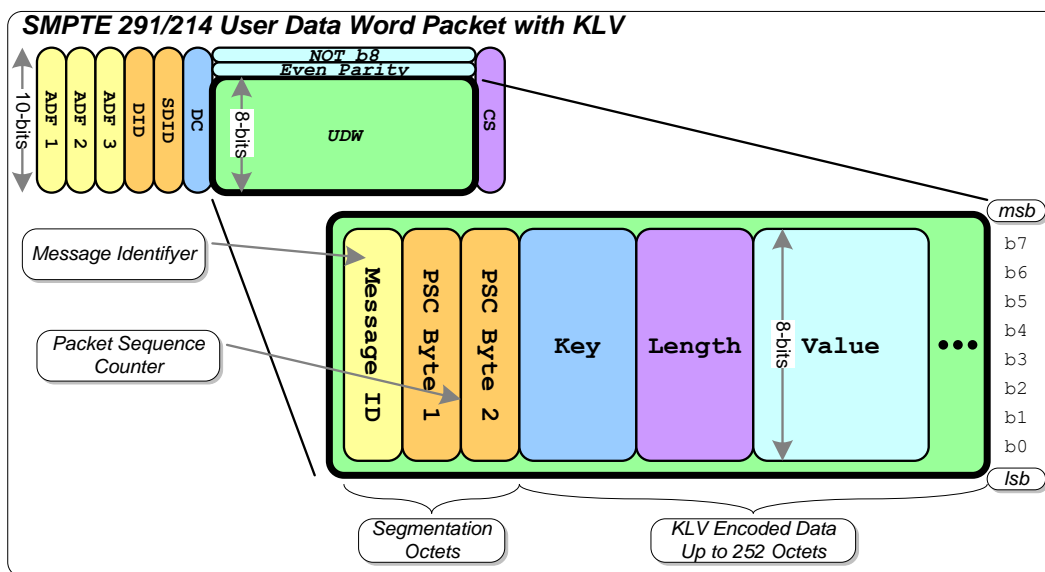 SMPTE 291/214 User Data Word Packet with KLV
10-bits
ADF 1
ADF 2
ADF 3
DID
SDID
DC
NOT b8
Even Parity
8-bits
UDW
CS
msb
Message Identifyer
Packet Sequence
Counter
Message ID
PSC Byte 1
PSC Byte 2
Key
Length
8-bits
Value
•••
b7
b6
b5
b4
b3
b2
b1
b0
lsb
Segmentation
Octets
KLV Encoded Data
Up to 252 Octets